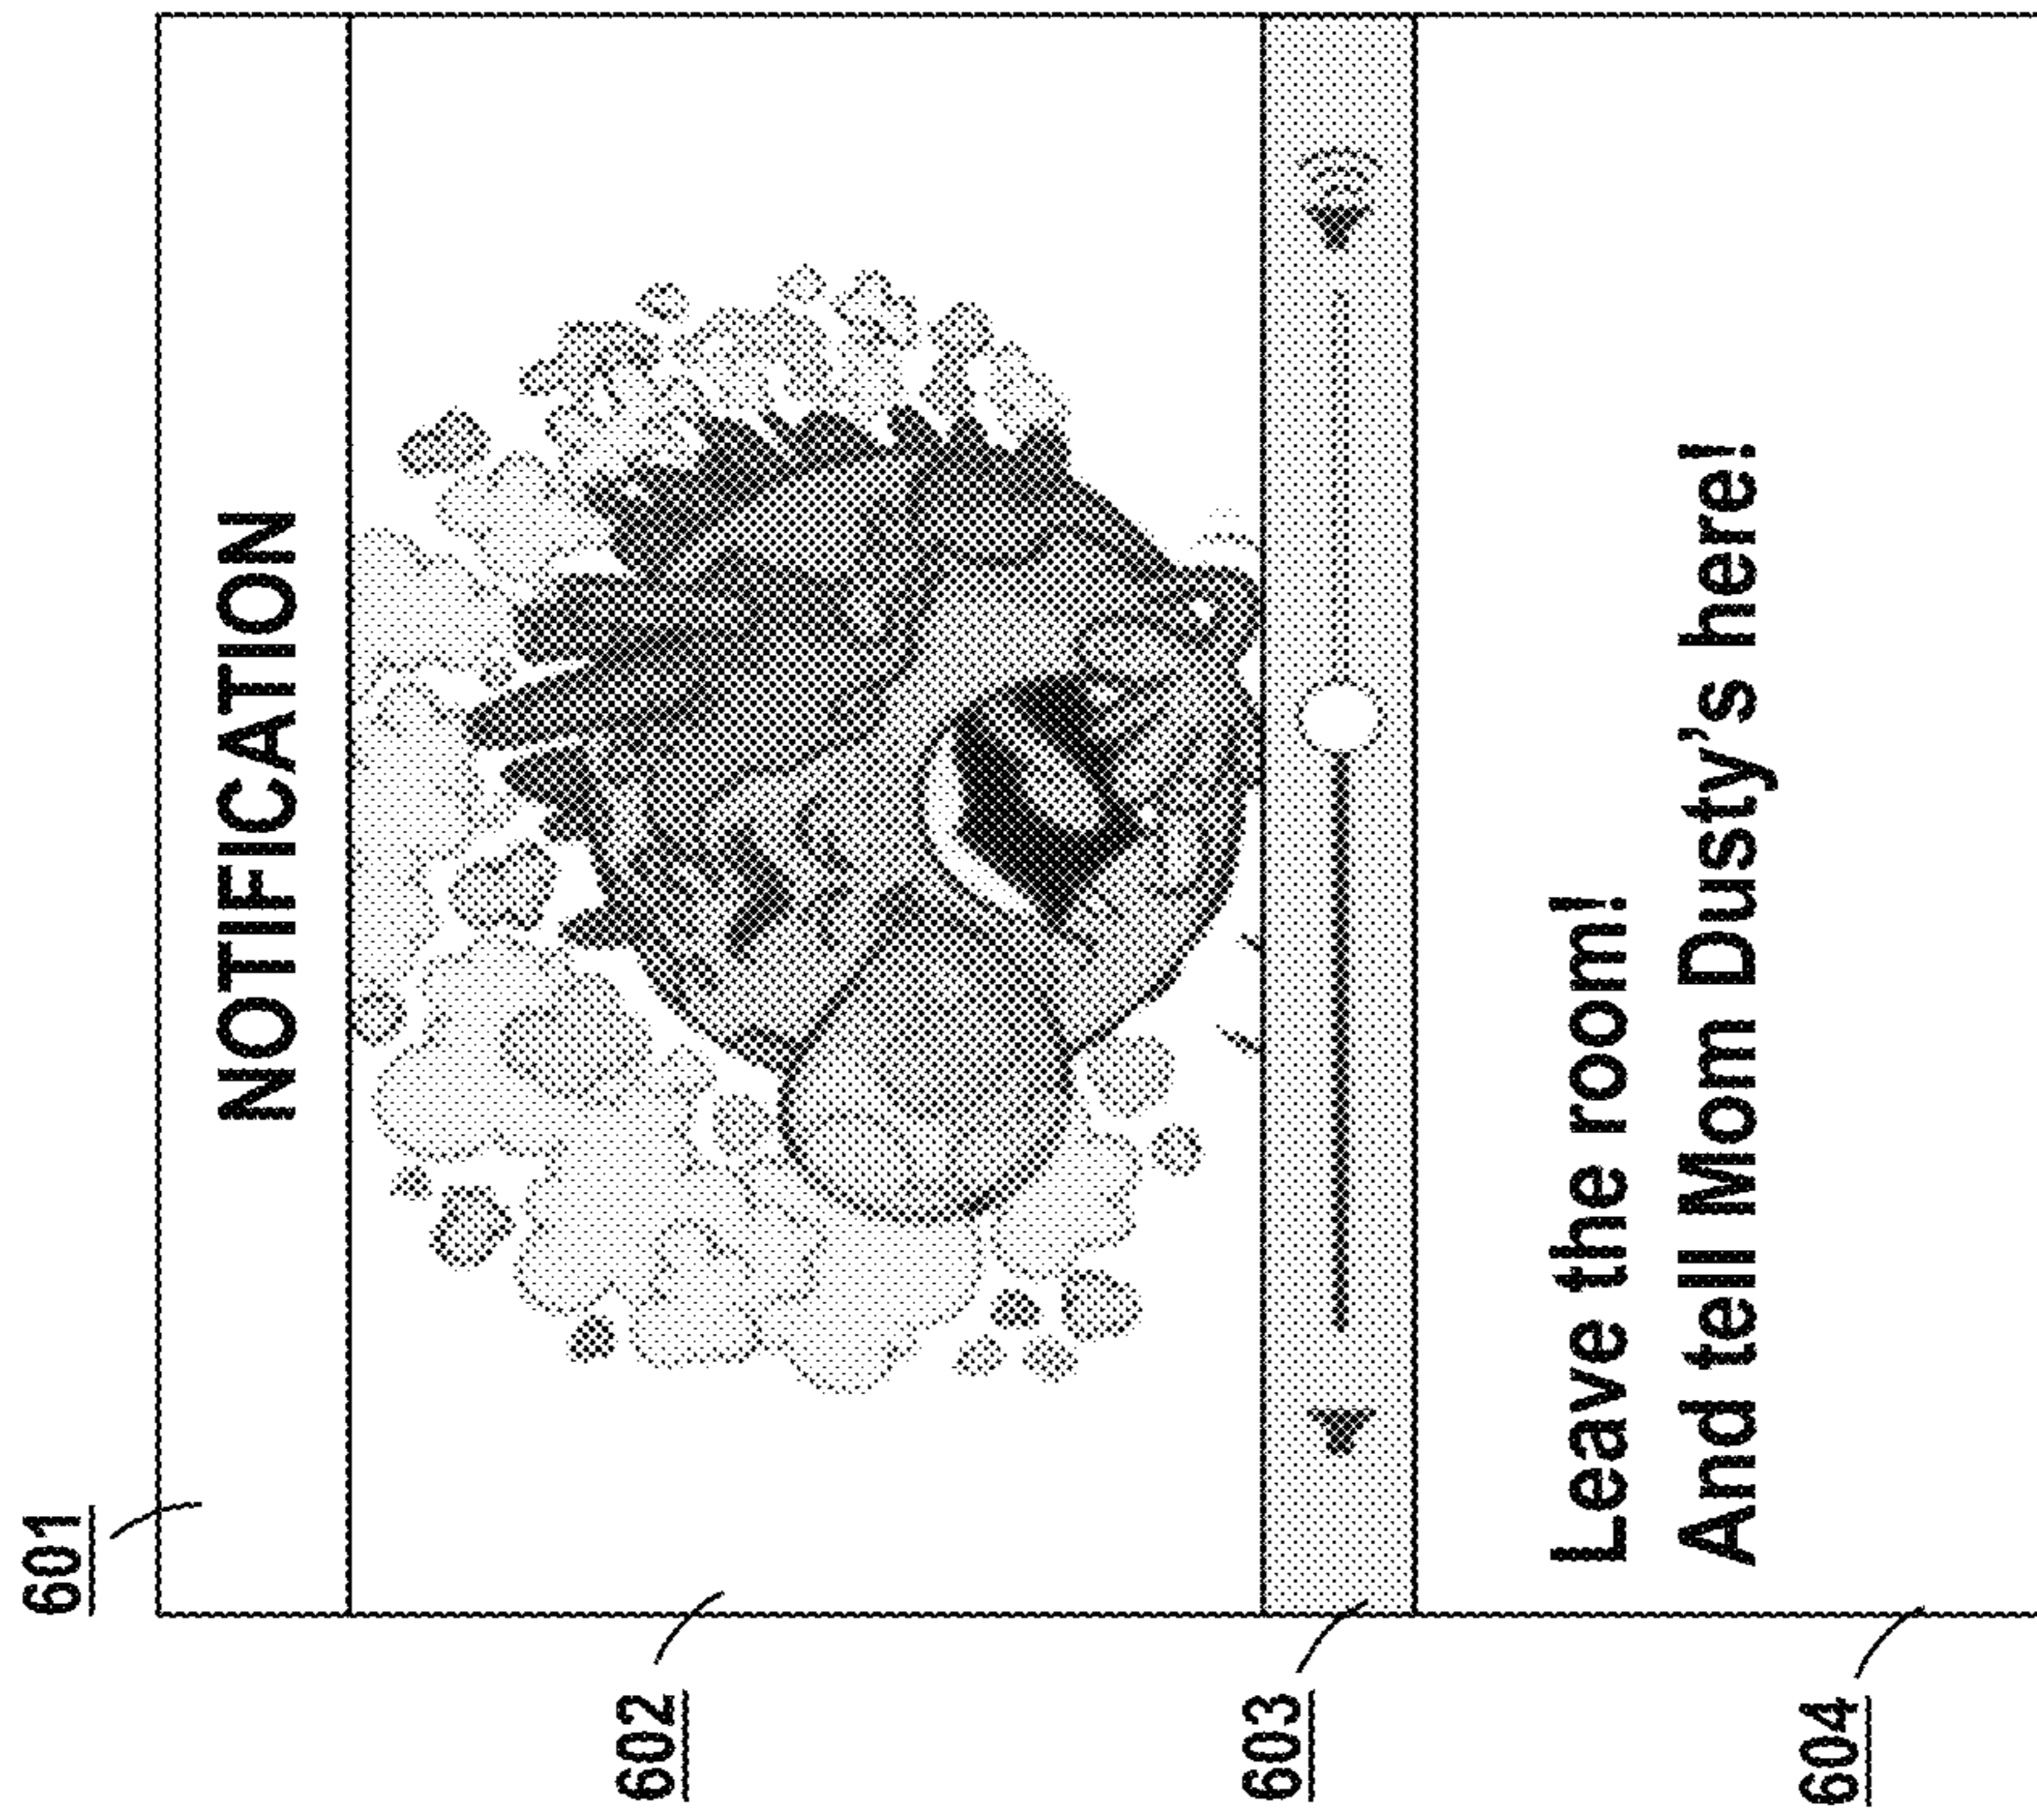 601
NOTIFICATION
602
603
604
Leave the room!
And tell Mom Dusty's here!